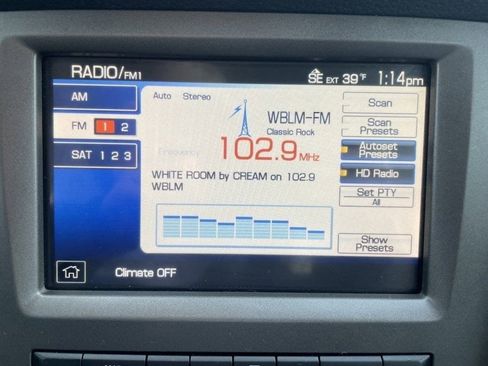 RADIO/FM1
SE EXT 39°F 1:14pm
AM
FM 1 2
SAT 1 2 3
Auto Stereo
WBLM-FM
Classic Rock
Frequency 102.9 MHz
WHITE ROOM by CREAM on 102.9
WBLM
Scan
Scan
Presets
Autoset
Presets
HD Radio
Set PTY
All
Show
Presets
Climate OFF